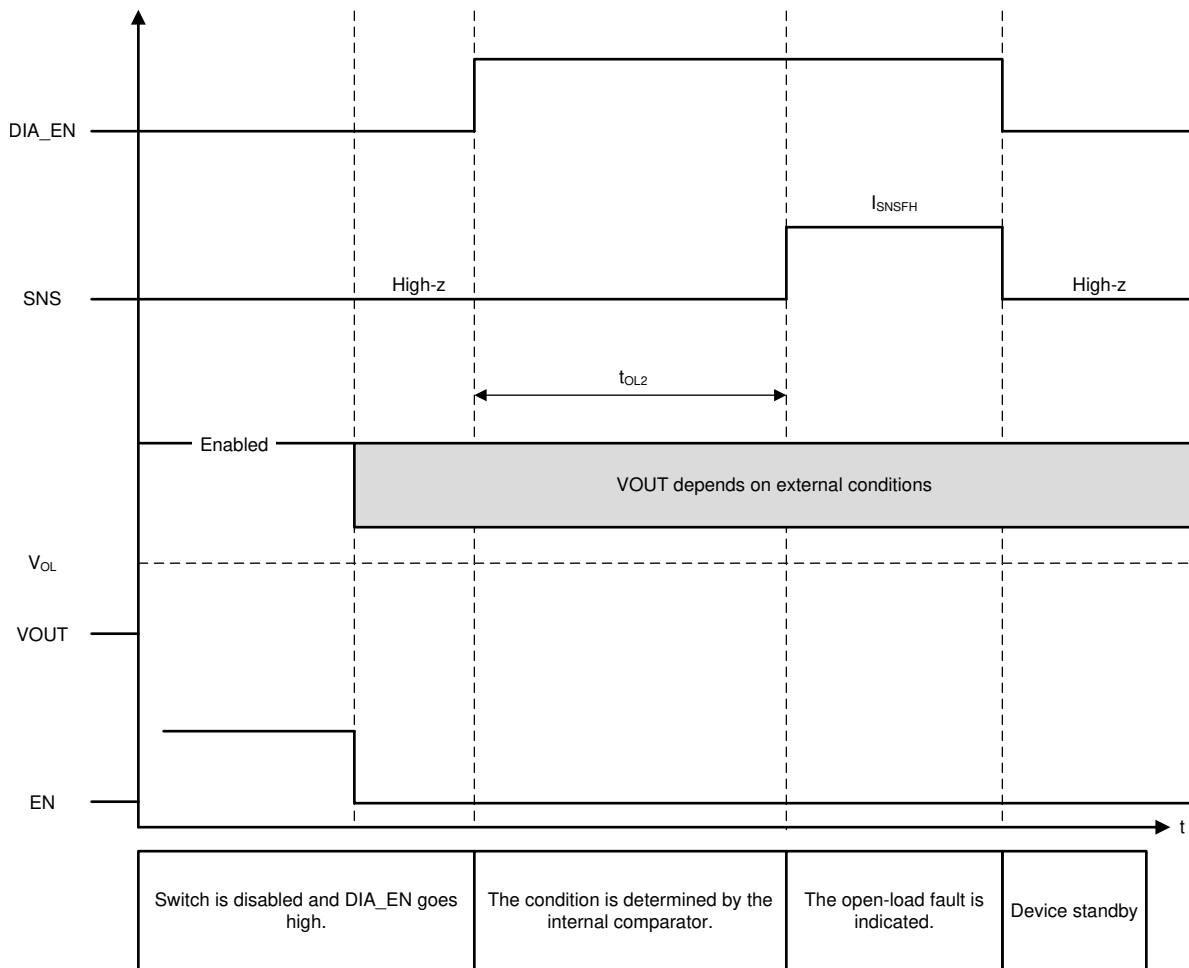 DIA_EN
ISNSFH
High-z
SNS
High-z
tOL2
Enabled
VOUT depends on external conditions
VOL
VOUT
EN
t
Switch is disabled and DIA_EN goes
high.
The condition is determined by the
internal comparator.
The open-load fault is
indicated.
Device standby